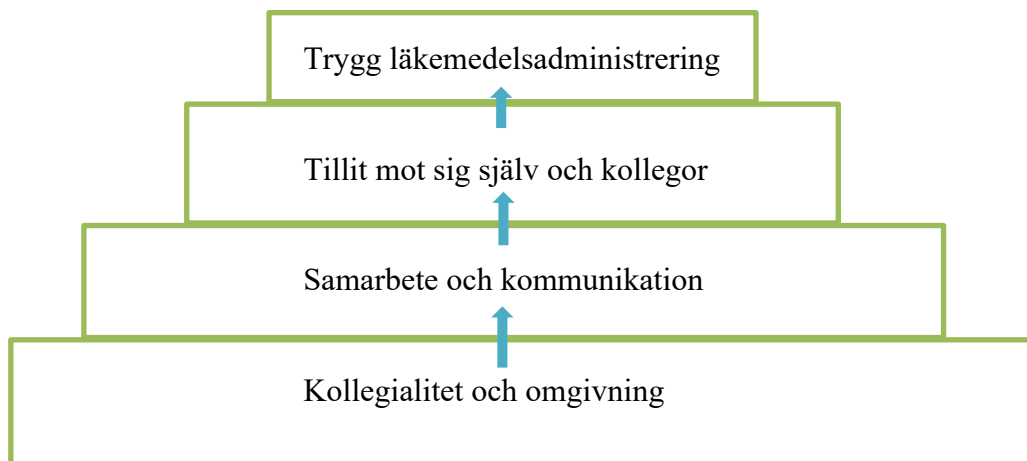 Trygg läkemedelsadministrering
Tillit mot sig själv och kollegor
Samarbete och kommunikation
Kollegialitet och omgivning